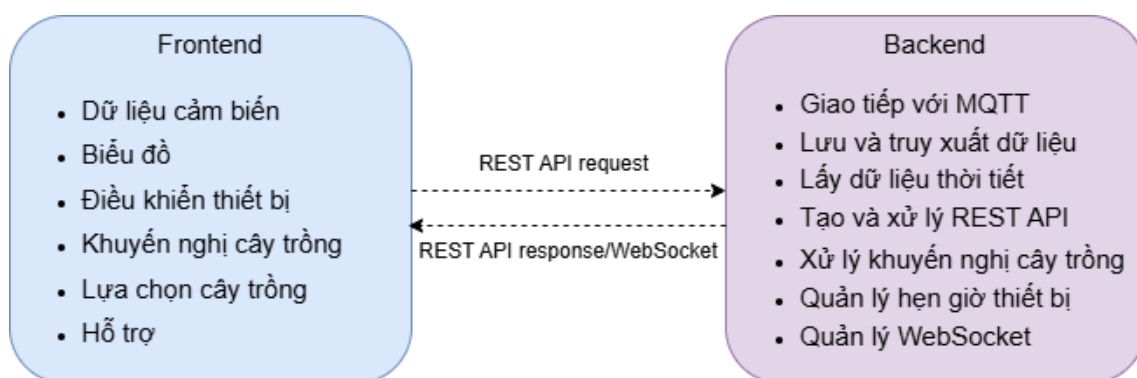 Frontend
Dữ liệu cảm biến
Biểu đồ
Điều khiển thiết bị
Khuyến nghị cây trồng
Lựa chọn cây trồng
Hỗ trợ
REST API request
REST API response/WebSocket
Backend
Giao tiếp với MQTT
Lưu và truy xuất dữ liệu
Lấy dữ liệu thời tiết
Tạo và xử lý REST API
Xử lý khuyến nghị cây trồng
Quản lý hẹn giờ thiết bị
Quản lý WebSocket